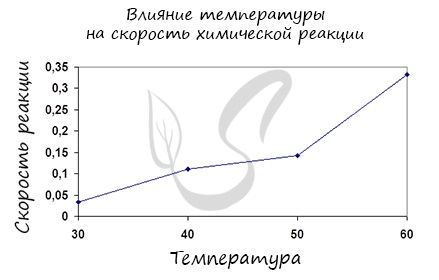 Влияние температуры
на скорость химической реакции
Скорость реакции
0,35
0,3
0,25
0,2
0,15
0,1
0,05
0
30 40 50 60
Температура